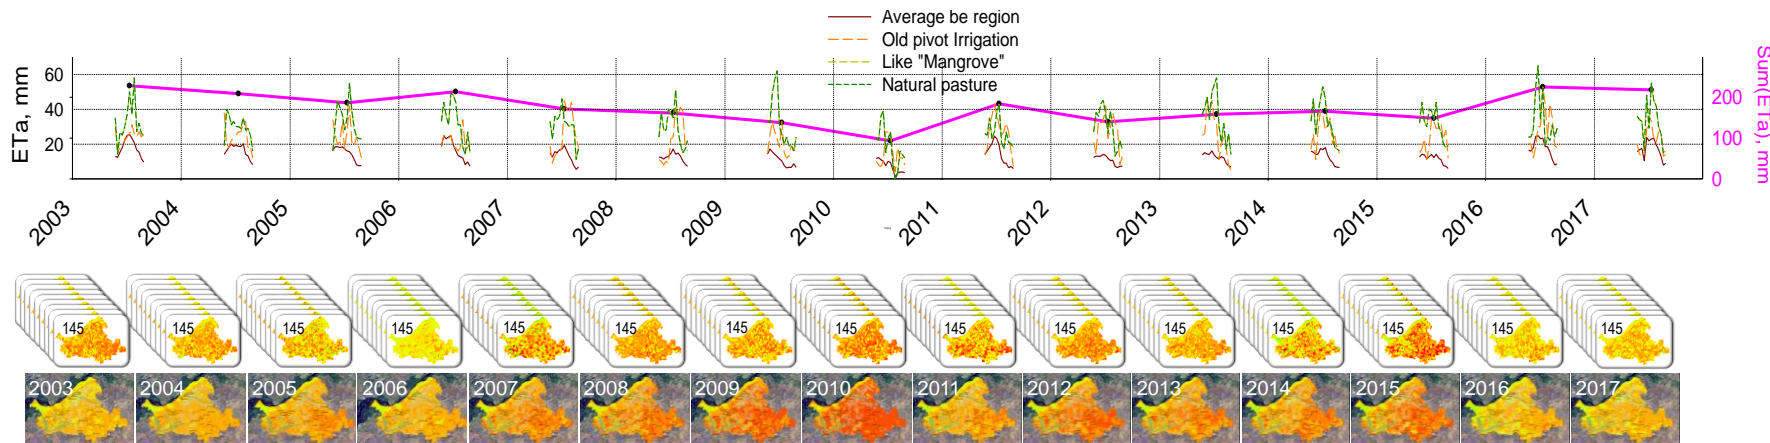 Average be region
Old pivot Irrigation
Like "Mangrove"
Natural pasture
ETa, mm
60
40
20
Sum(ETa), mm
200
100
0
2003 2004 2005 2006 2007 2008 2009 2010 2011 2012 2013 2014 2015 2016 2017
145 145 145 145 145 145 145 145 145 145 145 145 145 145 145
2003 2004 2005 2006 2007 2008 2009 2010 2011 2012 2013 2014 2015 2016 2017